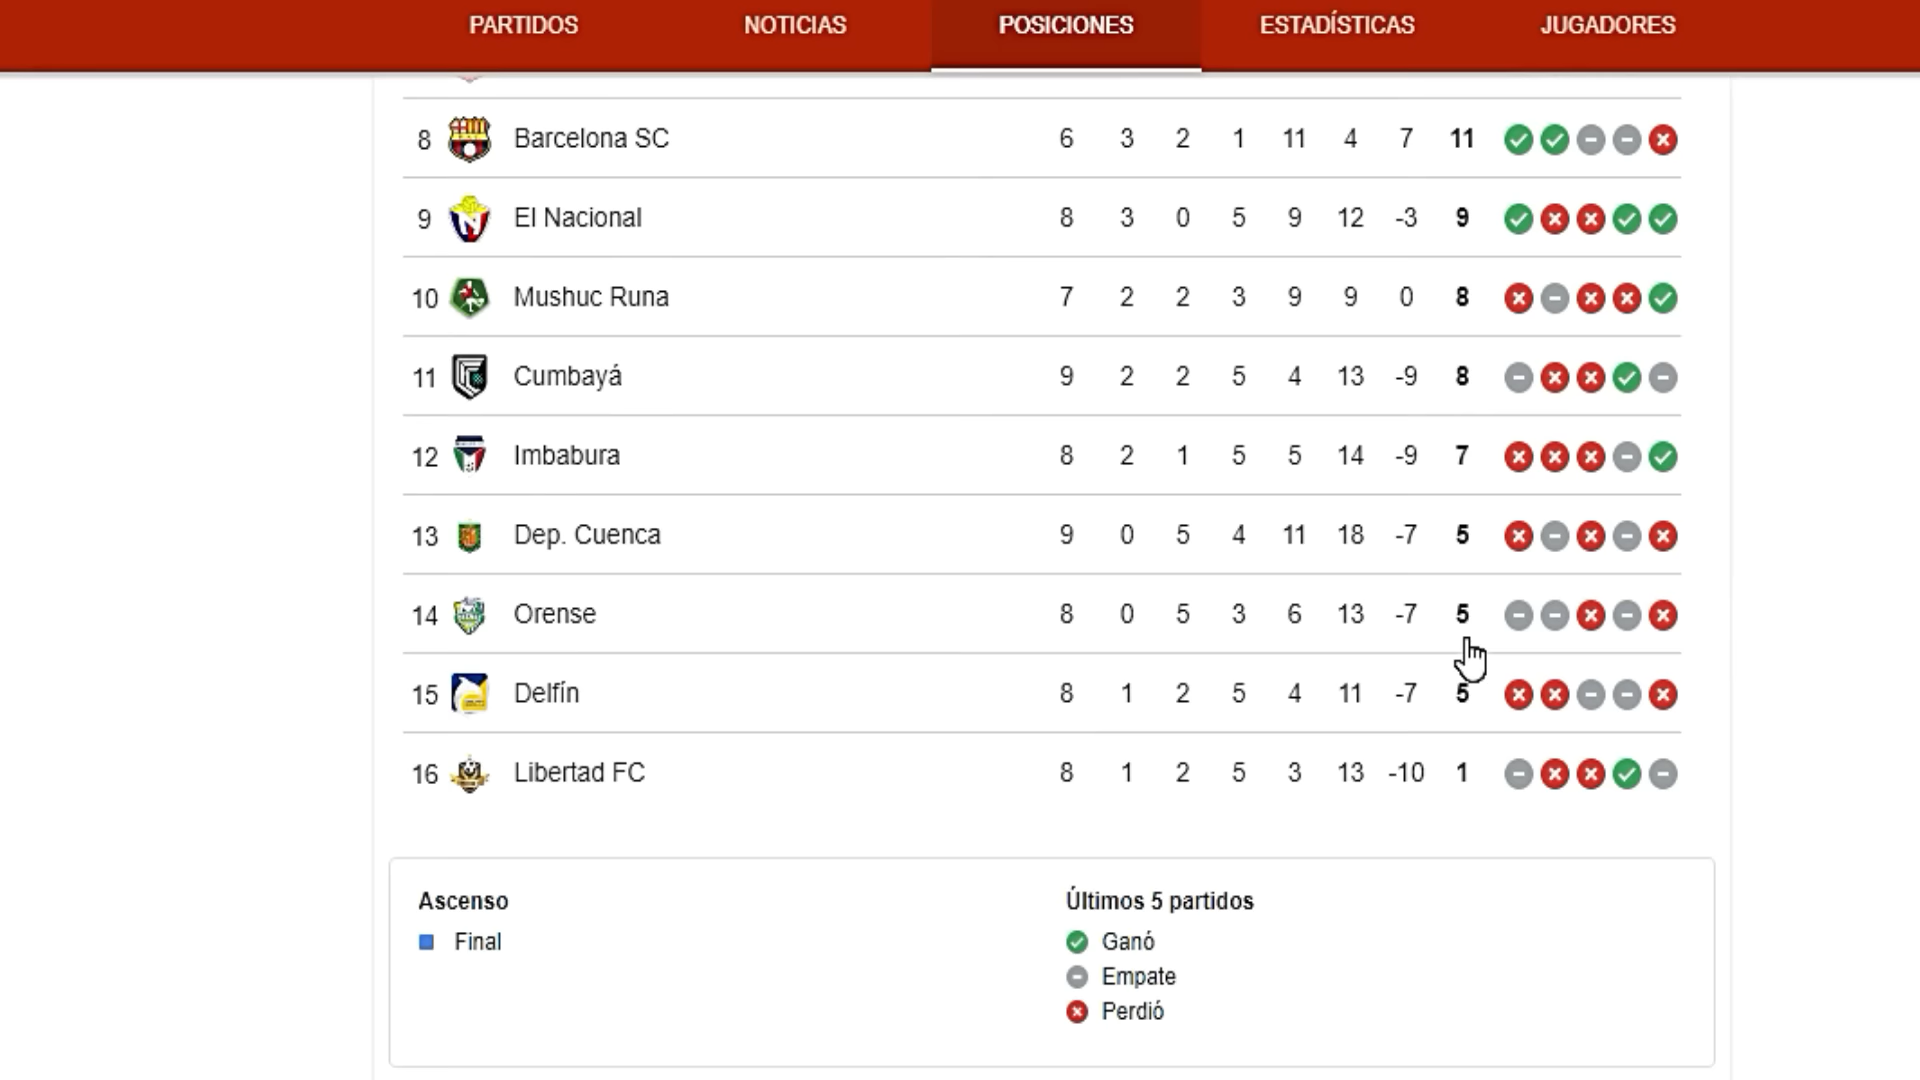 PARTIDOS NOTICIAS POSICIONES ESTADÍSTICAS JUGADORES
8 Barcelona SC 6 3 2 1 11 4 7 11
9 El Nacional 8 3 0 5 9 12 -3 9
10 Mushuc Runa 7 2 2 3 9 9 0 8
11 Cumbayá 9 2 2 5 4 13 -9 8
12 Imbabura 8 2 1 5 5 14 -9 7
13 Dep. Cuenca 9 0 5 4 11 18 -7 5
14 Orense 8 0 5 3 6 13 -7 5
15 Delfín 8 1 2 5 4 11 -7 5
16 Libertad FC 8 1 2 5 3 13 -10 1
Ascenso
Final
Últimos 5 partidos
Ganó
Empate
Perdió